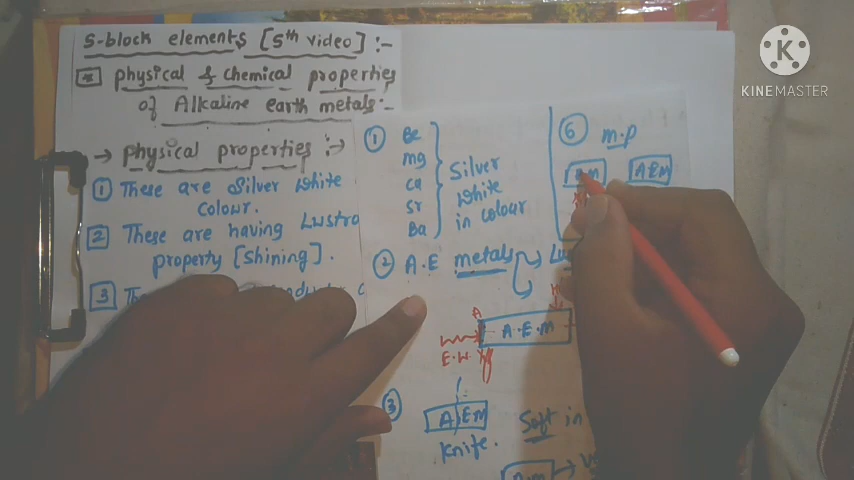 S-block elements [5th video] :-
* physical & chemical properties
of Alkaline earth metals:-
→ physical properties :→
① These are Silver white
colour.
2 These are having Lustra
property [shining].
3
① Be
mg
ca
sr
Ba
Silver
white
in colour
② A.E metals
A
A.E.M
E.W.
③ AEM
knife.
Soft in
⑥ m.p
AEM
K
KINEMASTER